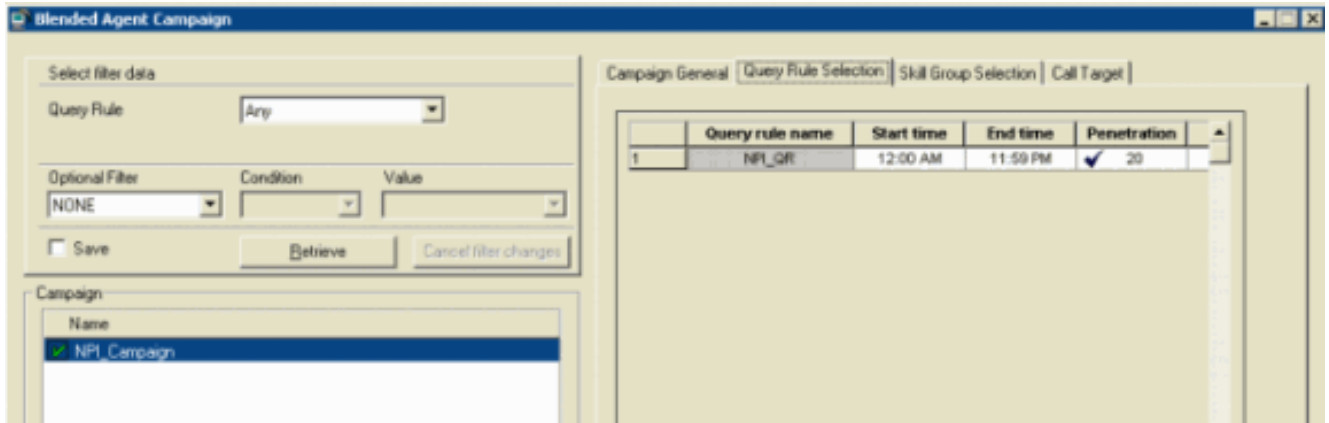 Blended Agent Campaign
Select filter data
Query Rule
Any
Optional Filter Condition Value
NONE
Save Retrieve Cancel filter changes
Campaign
Name
NPI_Campaign
Campaign General Query Rule Selection Skill Group Selection Call Target
Query rule name Start time End time Penetration
1 NPI_QR 12:00 AM 11:59 PM 20